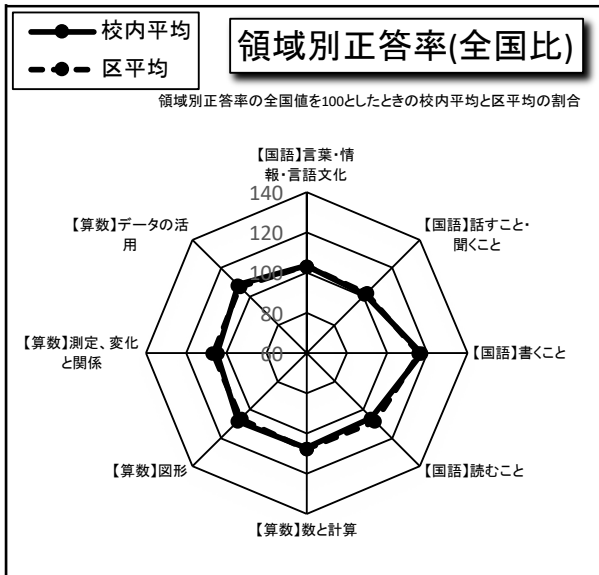 校内平均
区平均
領域別正答率(全国比)
領域別正答率の全国値を100としたときの校内平均と区平均の割合
【国語】言葉・情
報・言語文化
140
120
100
80
60
【国語】話すこと・
聞くこと
【国語】書くこと
【国語】読むこと
【算数】数と計算
【算数】図形
【算数】測定、変化
と関係
【算数】データの活
用